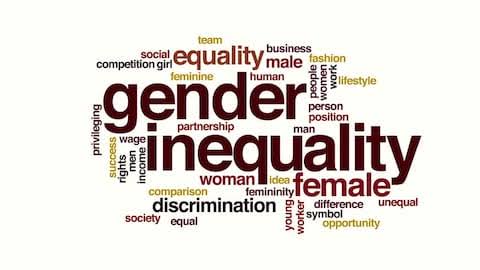 team
social equality business
competition girl male fashion
feminine human people women work lifestyle
gender person
position
privileging partnership man
success rights wage men income inequality
woman idea female
comparison femininity
discrimination young worker difference unequal
society equal symbol
opportunity